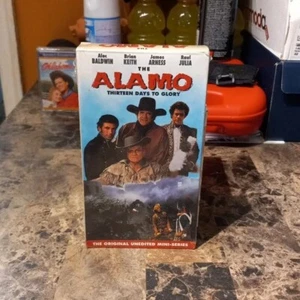 Alec Brian James Raul
BALDWIN KEITH ARNESS JULIA
THE
ALAMO
THIRTEEN DAYS TO GLORY
THE ORIGINAL UNEDITED MINI-SERIES